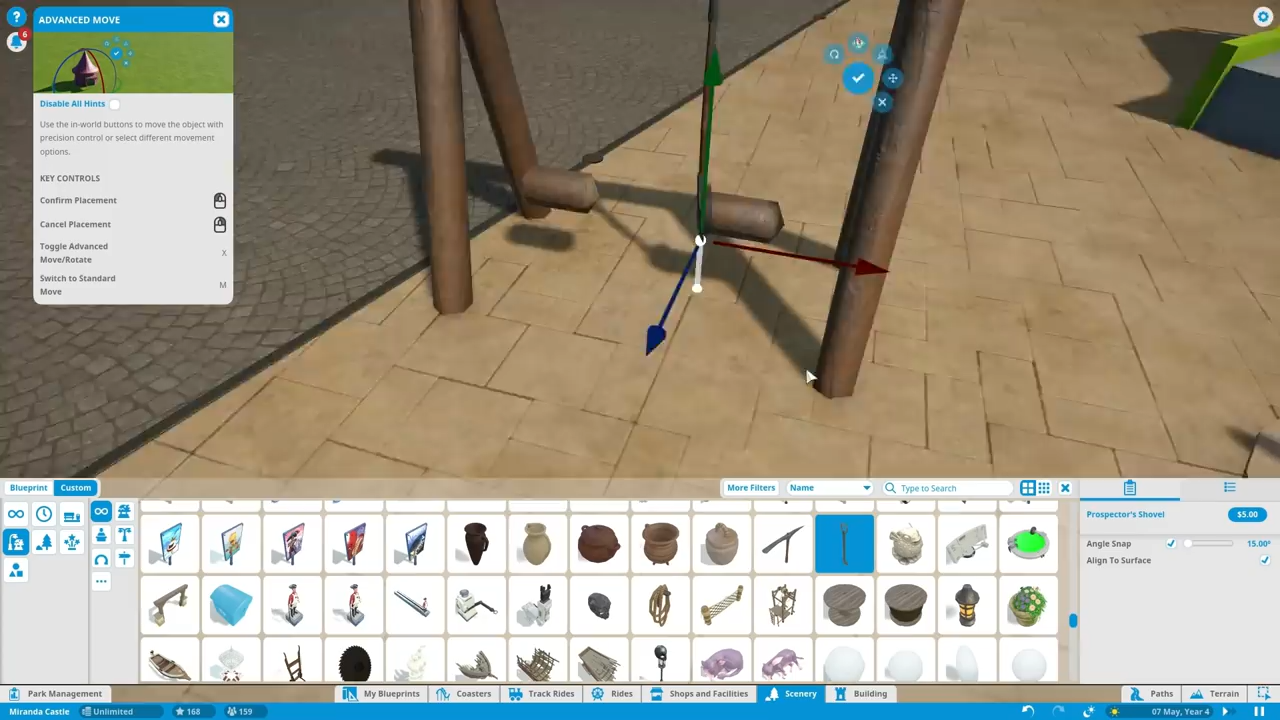 ?
6
ADVANCED MOVE
Disable All Hints
Use the in-world buttons to move the object with
precision control or select different movement
options.
KEY CONTROLS
Confirm Placement
Cancel Placement
Toggle Advanced
Move/Rotate
X
Switch to Standard
Move
M
Blueprint
Custom
More Filters
Name
Type to Search
Prospector's Shovel
$5.00
Angle Snap
15.00°
Align To Surface
Park Management
My Blueprints
Coasters
Track Rides
Rides
Shops and Facilities
Scenery
Building
Paths
Terrain
Miranda Castle
Unlimited
168
159
07 May, Year 4